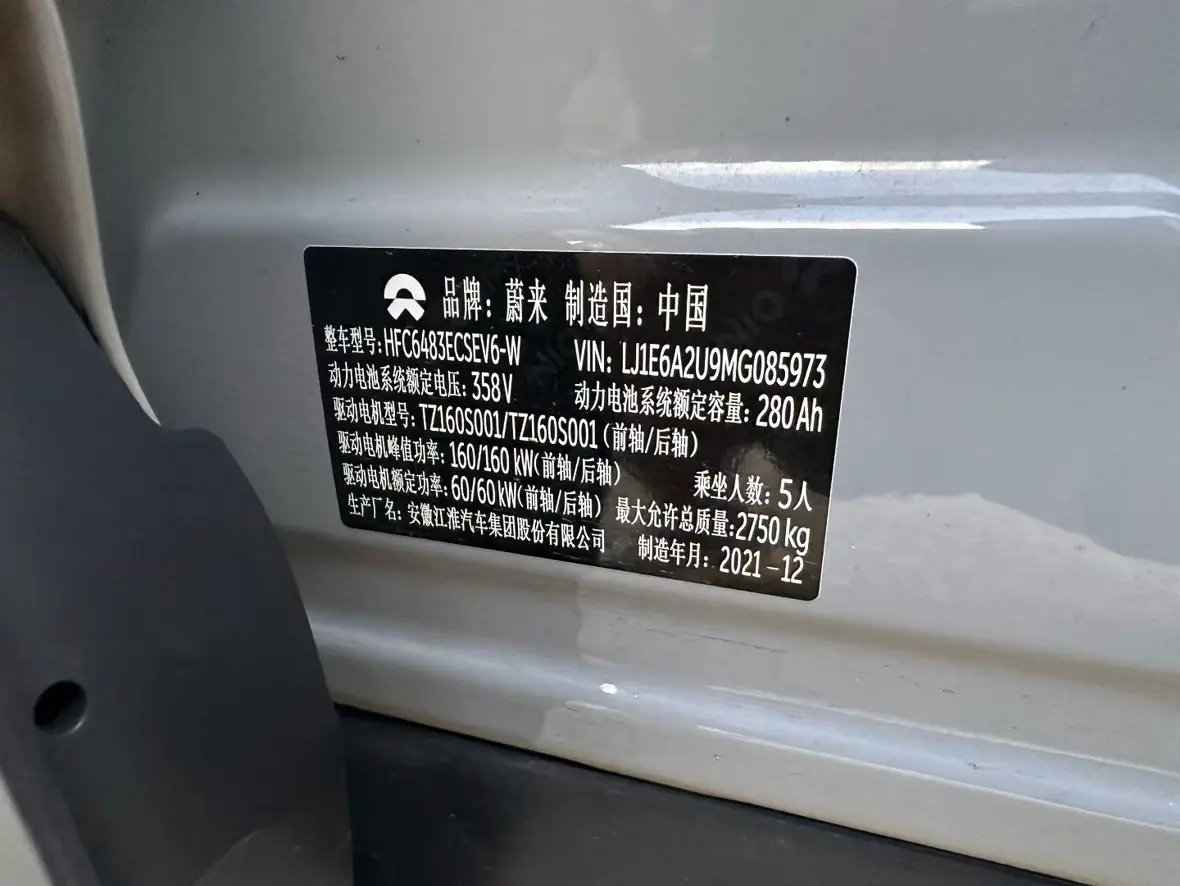 品牌：蔚来 制造国：中国
整车型号：HFC6483ECSEV6-W VIN：LJ1E6A2U9MG085973
动力电池系统额定电压：358V 动力电池系统额定容量：280Ah
驱动电机型号：TZ160S001/TZ160S001（前轴/后轴）
驱动电机峰值功率：160/160 kW（前轴/后轴） 乘坐人数：5人
驱动电机额定功率：60/60 kW（前轴/后轴） 最大允许总质量：2750 kg
生产厂名：安徽江淮汽车集团股份有限公司 制造年月：2021-12
NIO
NIO